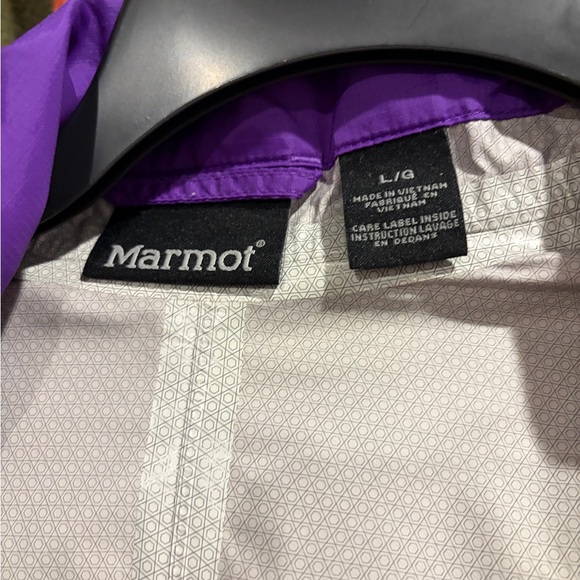 Marmot®
L/G
MADE IN VIETNAM
FABRIQUÉ EN
VIETNAM
CARE LABEL INSIDE
INSTRUCTION LAVAGE
EN DEDANS